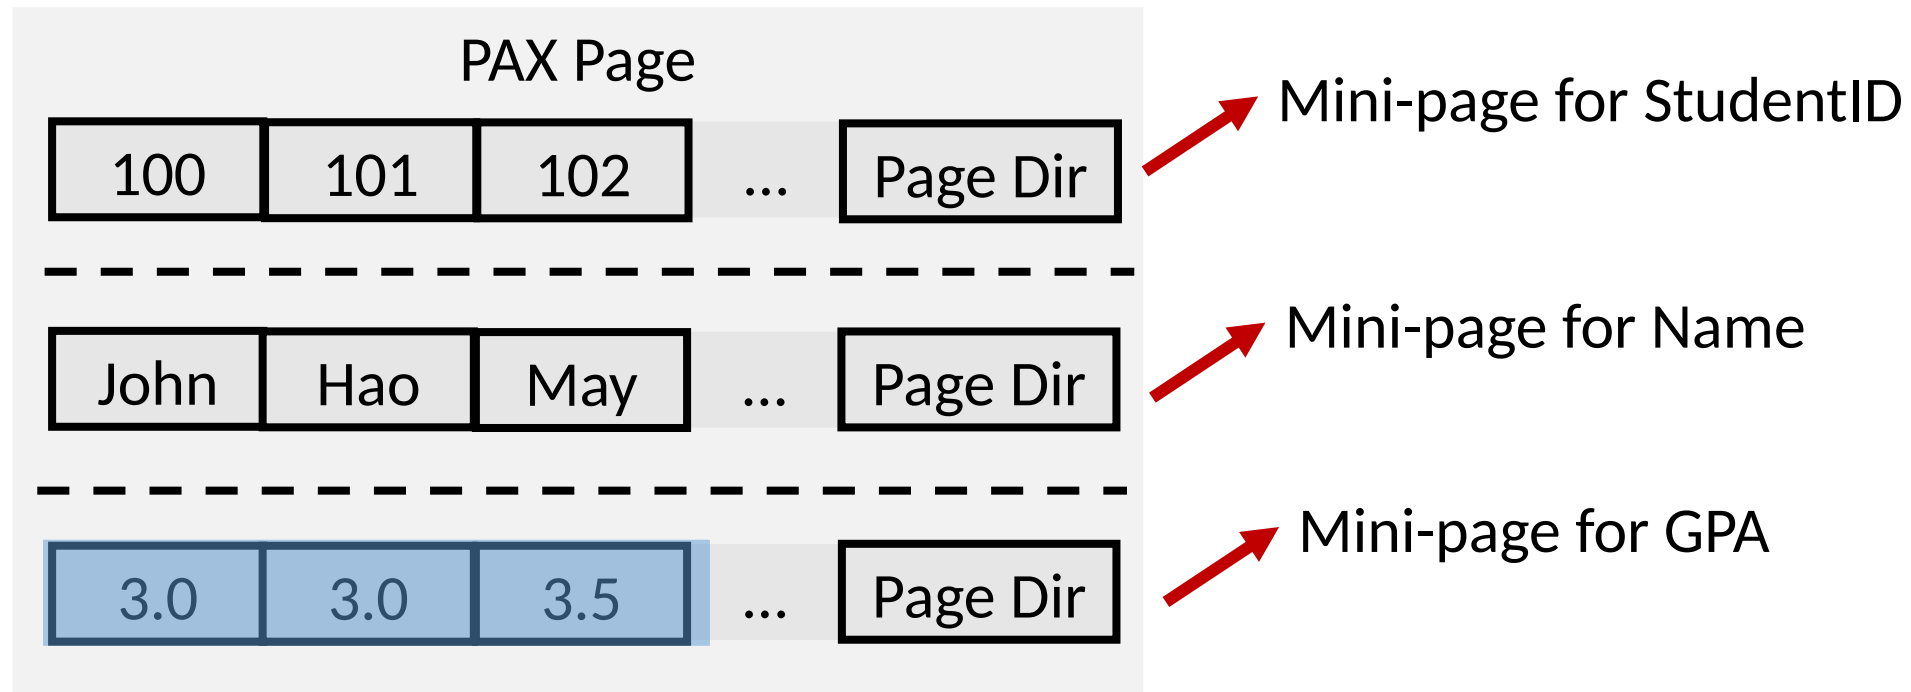 PAX Page
Mini-page for StudentID
100 101 102 ... Page Dir
Mini-page for Name
John Hao May ... Page Dir
Mini-page for GPA
3.0 3.0 3.5 ... Page Dir